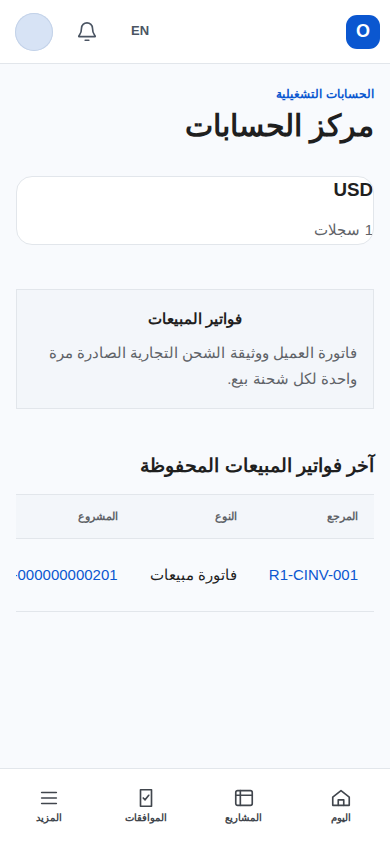 O
EN
الحسابات التشغيلية
مركز الحسابات
USD
1 سجلات
فواتير المبيعات
فاتورة العميل ووثيقة الشحن التجارية الصادرة مرة
واحدة لكل شحنة بيع.
آخر فواتير المبيعات المحفوظة
المرجع النوع المشروع
R1-CINV-001 فاتورة مبيعات 000000000201-
اليوم المشاريع الموافقات المزيد